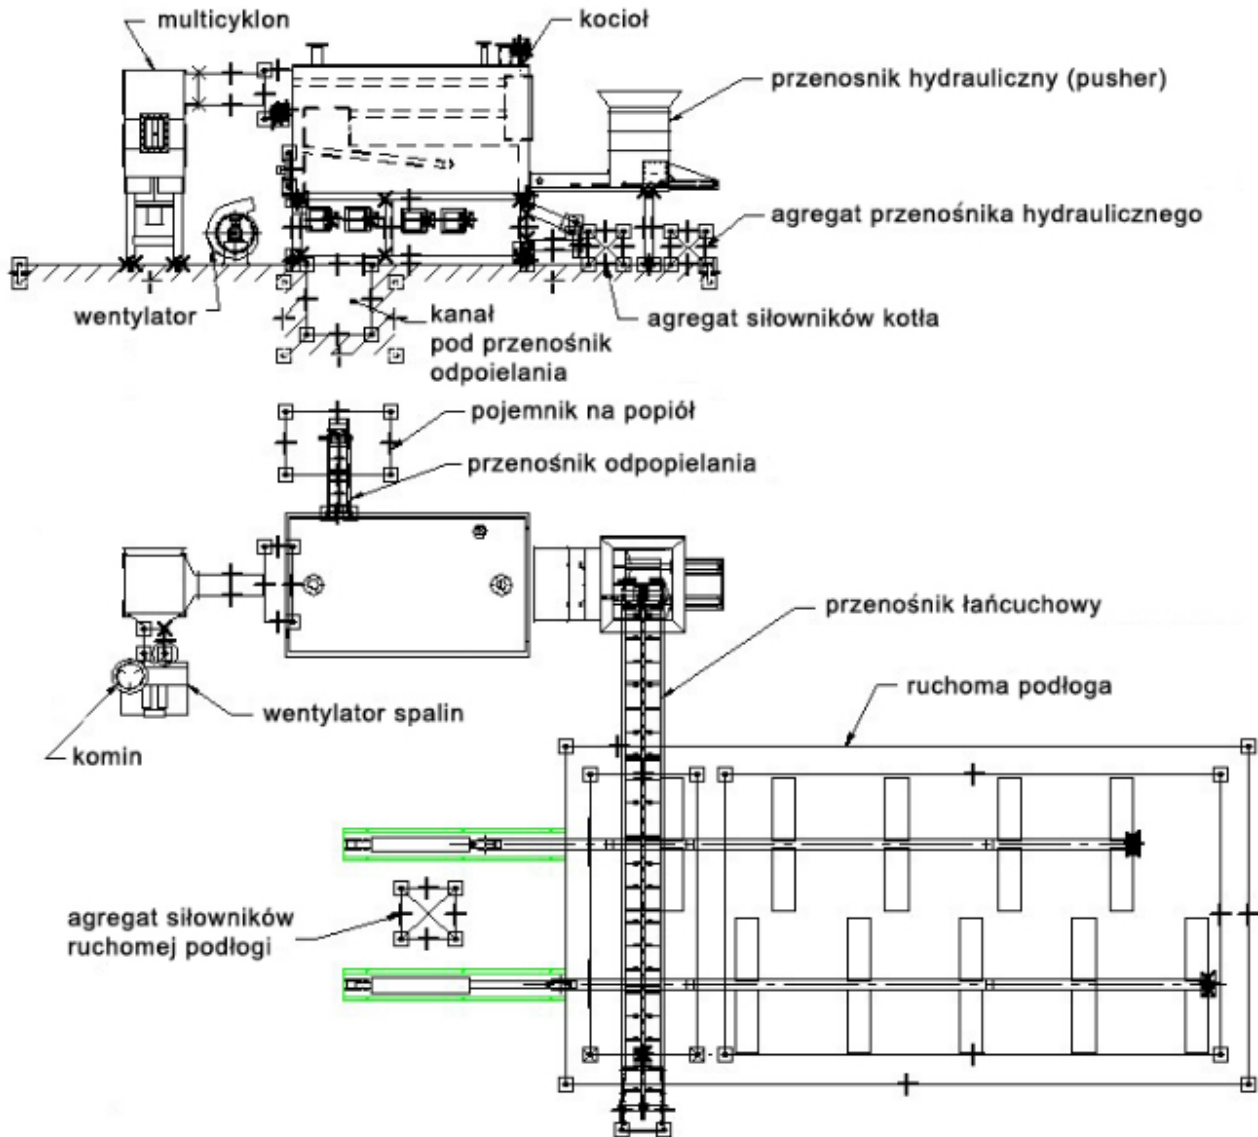 multicyklon
kocioł
przenosnik hydrauliczny (pusher)
agregat przenośnika hydraulicznego
wentylator
agregat siłowników kotła
kanał
pod przenośnik
odpoielania
pojemnik na popiół
przenośnik odpopielania
przenośnik łańcuchowy
ruchoma podłoga
wentylator spalin
komin
agregat siłowników
ruchomej podłogi